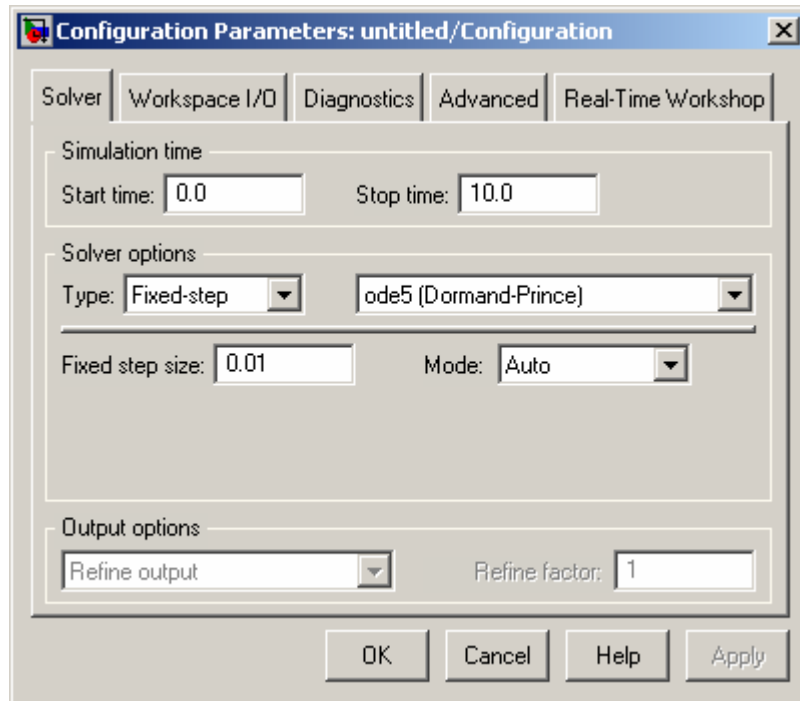 Configuration Parameters: untitled/Configuration
Solver Workspace I/O Diagnostics Advanced Real-Time Workshop
Simulation time
Start time: 0.0 Stop time: 10.0
Solver options
Type: Fixed-step ode5 (Dormand-Prince)
Fixed step size: 0.01 Mode: Auto
Output options
Refine output Refine factor: 1
OK Cancel Help Apply